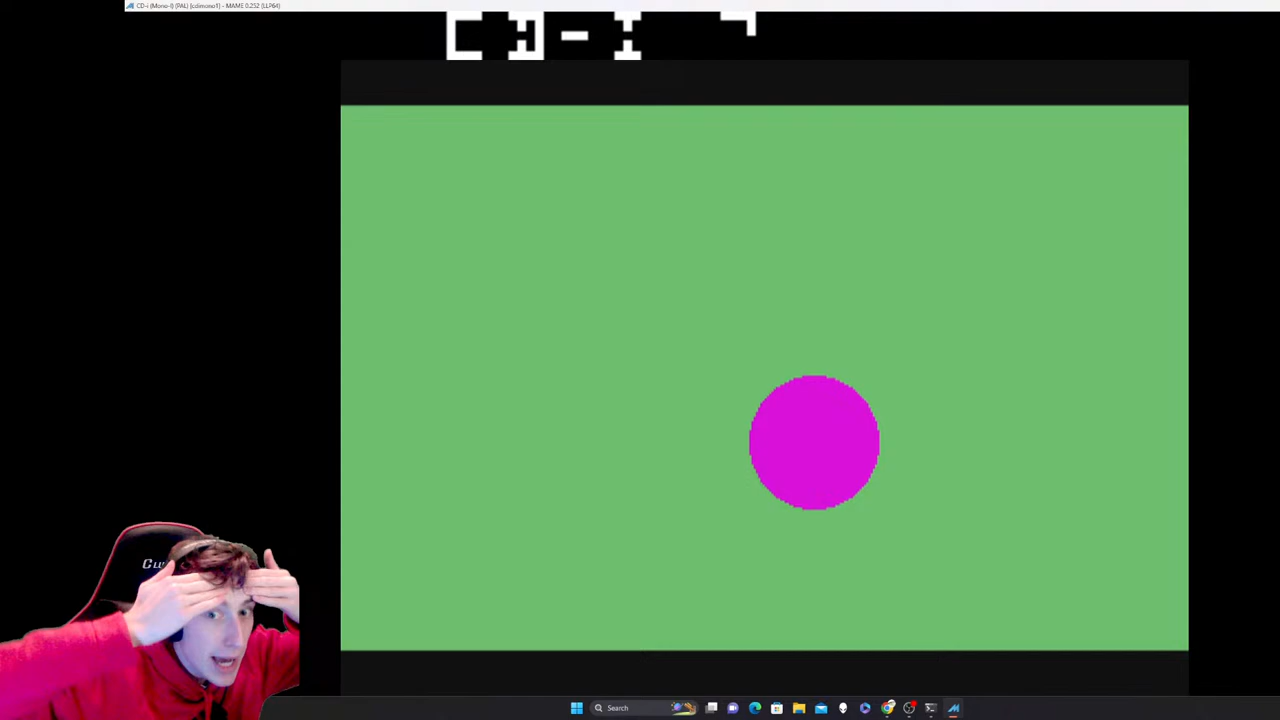 CD-i (Mono-I) (PAL) [cdimono1] - MAME 0.252 (LLP64)
CD-I
Search